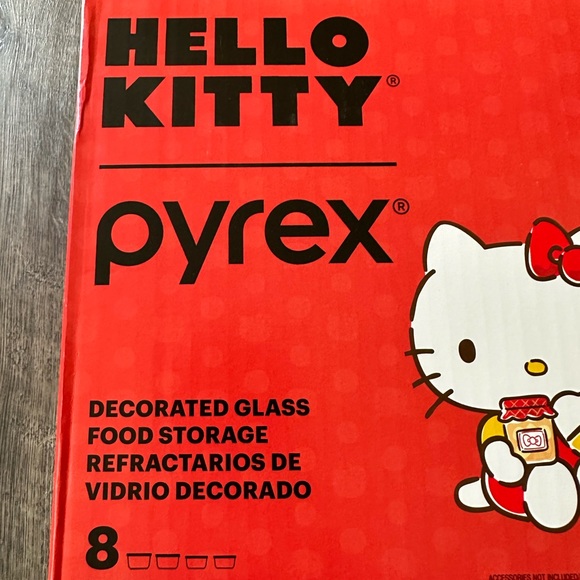 HELLO
KITTY®
pyrex®
DECORATED GLASS
FOOD STORAGE
REFRACTARIOS DE
VIDRIO DECORADO
8
ACCESSORIES NOT INCLUDED